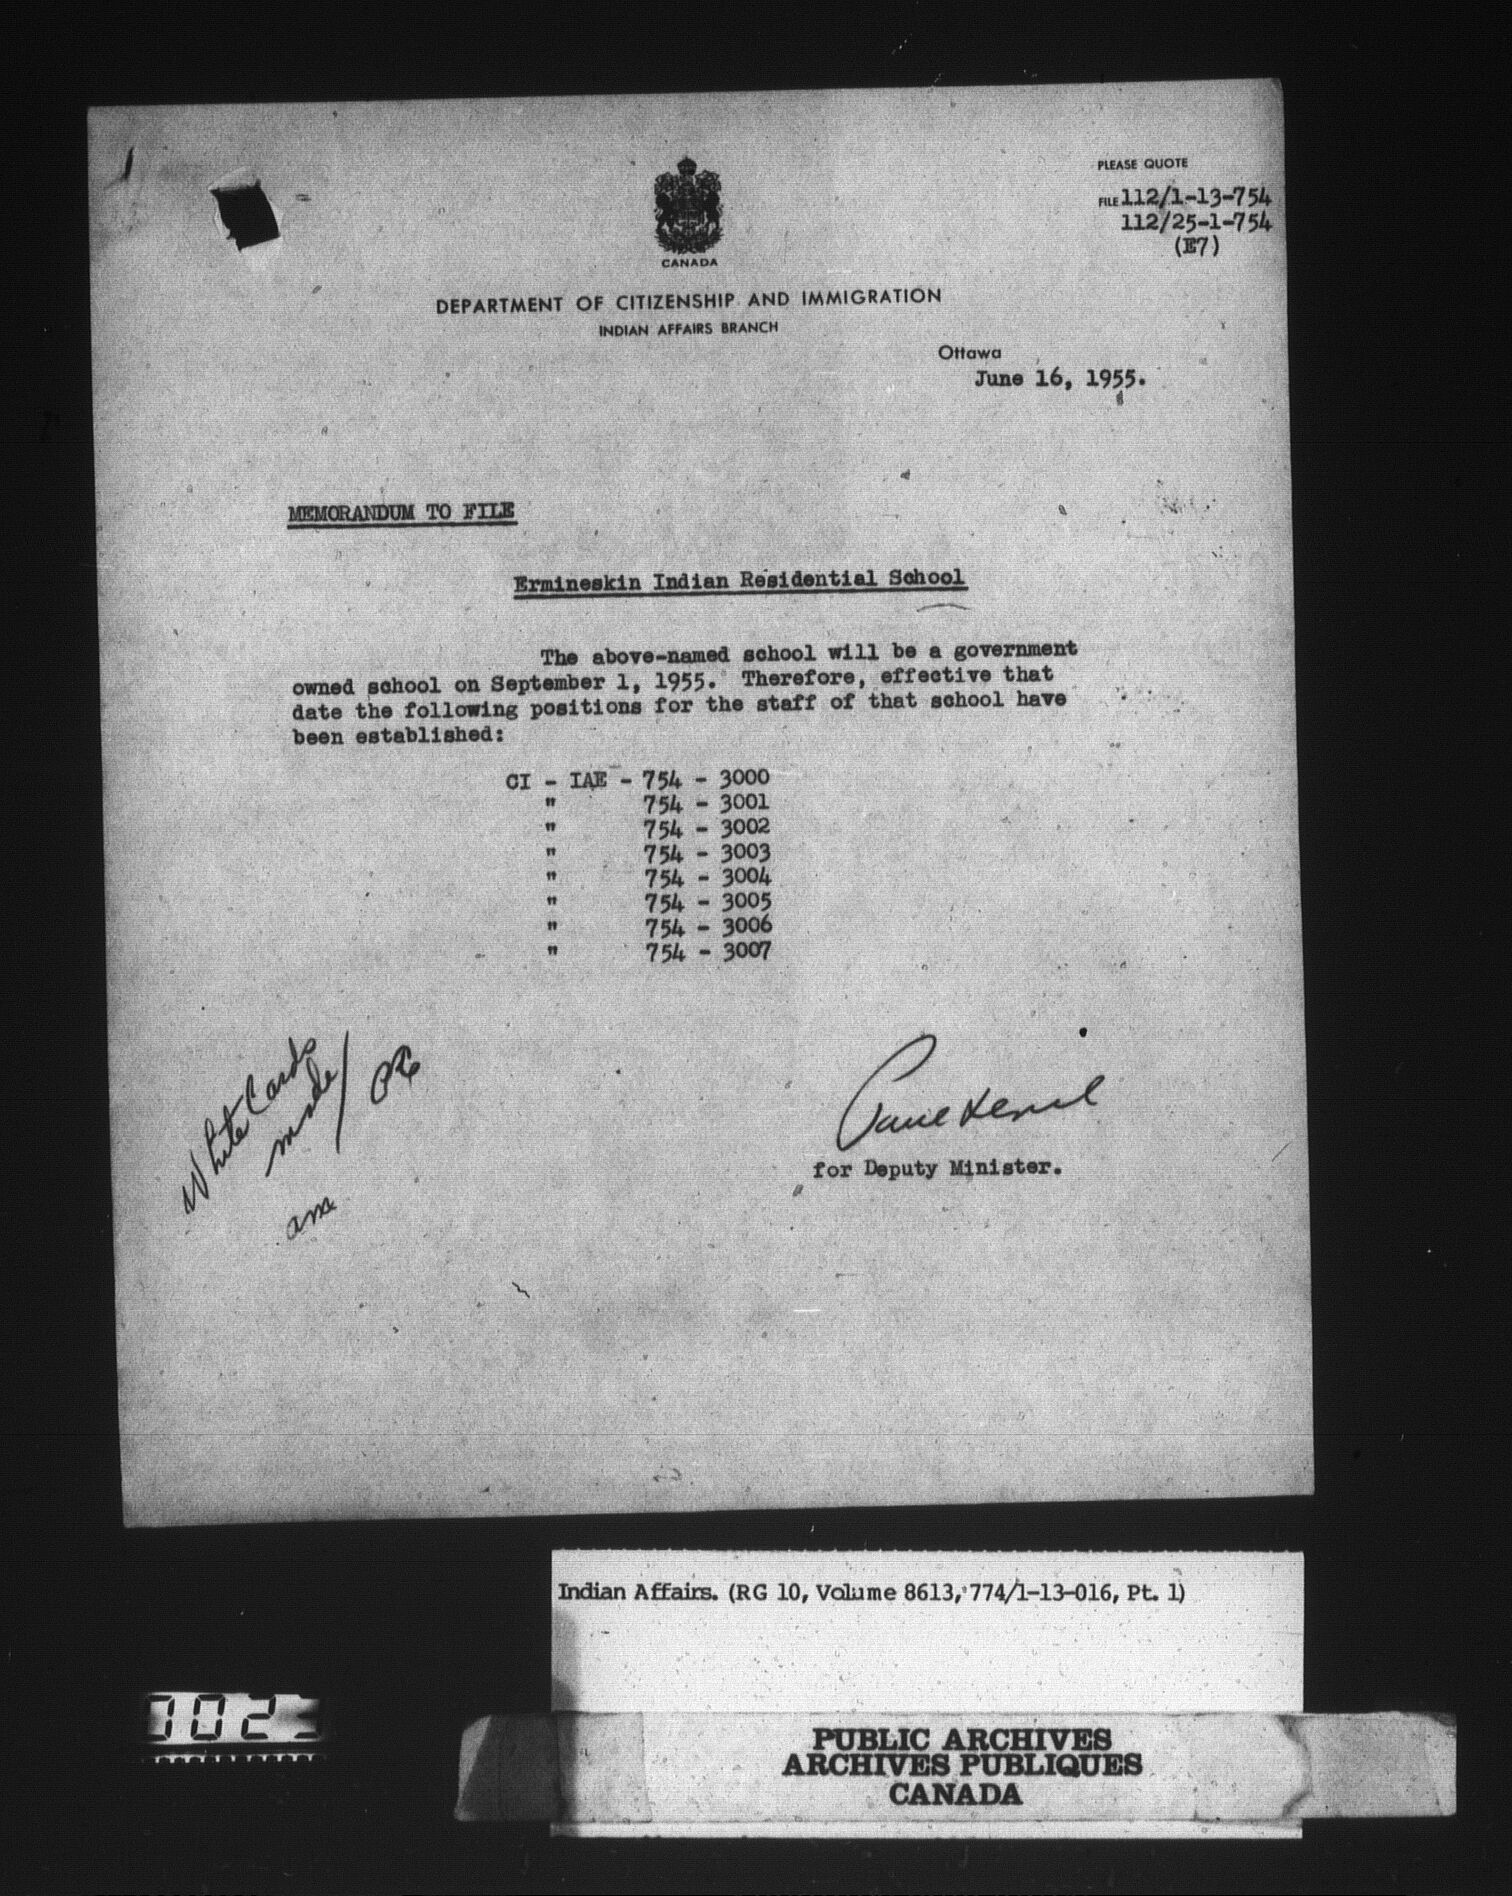 PLEASE QUOTE
FILE 112/1-13-754
112/25-1-754
(E7)
CANADA
DEPARTMENT OF CITIZENSHIP AND IMMIGRATION
INDIAN AFFAIRS BRANCH
Ottawa
June 16, 1955.
MEMORANDUM TO FILE
Ermineskin Indian Residential School
The above-named school will be a government
owned school on September 1, 1955. Therefore, effective that
date the following positions for the staff of that school have
been established:
CI - IAE - 754 - 3000
" 754 - 3001
" 754 - 3002
" 754 - 3003
" 754 - 3004
" 754 - 3005
" 754 - 3006
" 754 - 3007
White Cards
made
for Deputy Minister.
Indian Affairs. (RG 10, Volume 8613, 774/1-13-016, Pt. 1)
PUBLIC ARCHIVES
ARCHIVES PUBLIQUES
CANADA